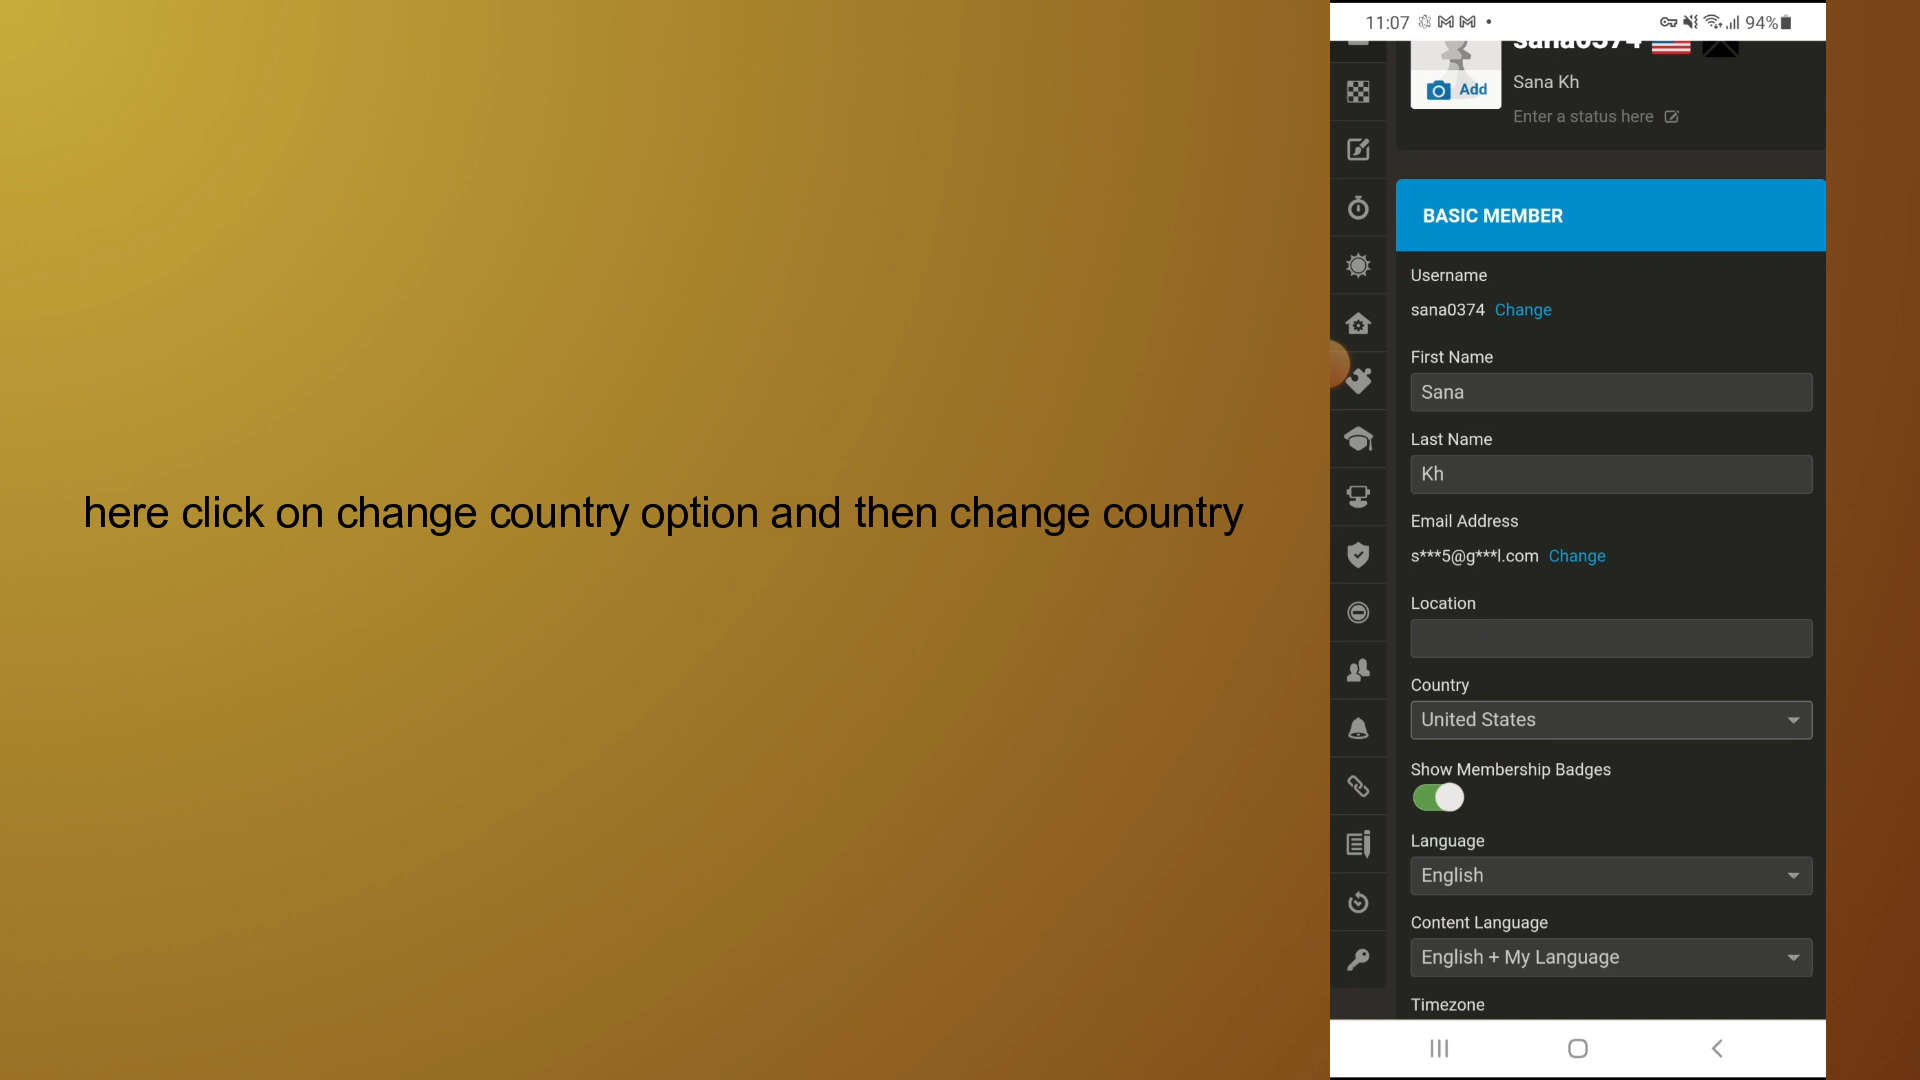 here click on change country option and then change country
11:07
94%
sana0374
Add
Sana Kh
Enter a status here
BASIC MEMBER
Username
sana0374 Change
First Name
Sana
Last Name
Kh
Email Address
s***5@g***l.com Change
Location
Country
United States
Show Membership Badges
Language
English
Content Language
English + My Language
Timezone